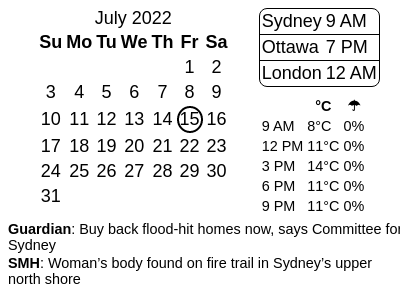 July 2022
Su Mo Tu We Th Fr Sa
1 2
3 4 5 6 7 8 9
10 11 12 13 14 15 16
17 18 19 20 21 22 23
24 25 26 27 28 29 30
31
Sydney 9 AM
Ottawa 7 PM
London 12 AM
°C ☂
9 AM 8°C 0%
12 PM 11°C 0%
3 PM 14°C 0%
6 PM 11°C 0%
9 PM 11°C 0%
Guardian: Buy back flood-hit homes now, says Committee for
Sydney
SMH: Woman’s body found on fire trail in Sydney’s upper
north shore